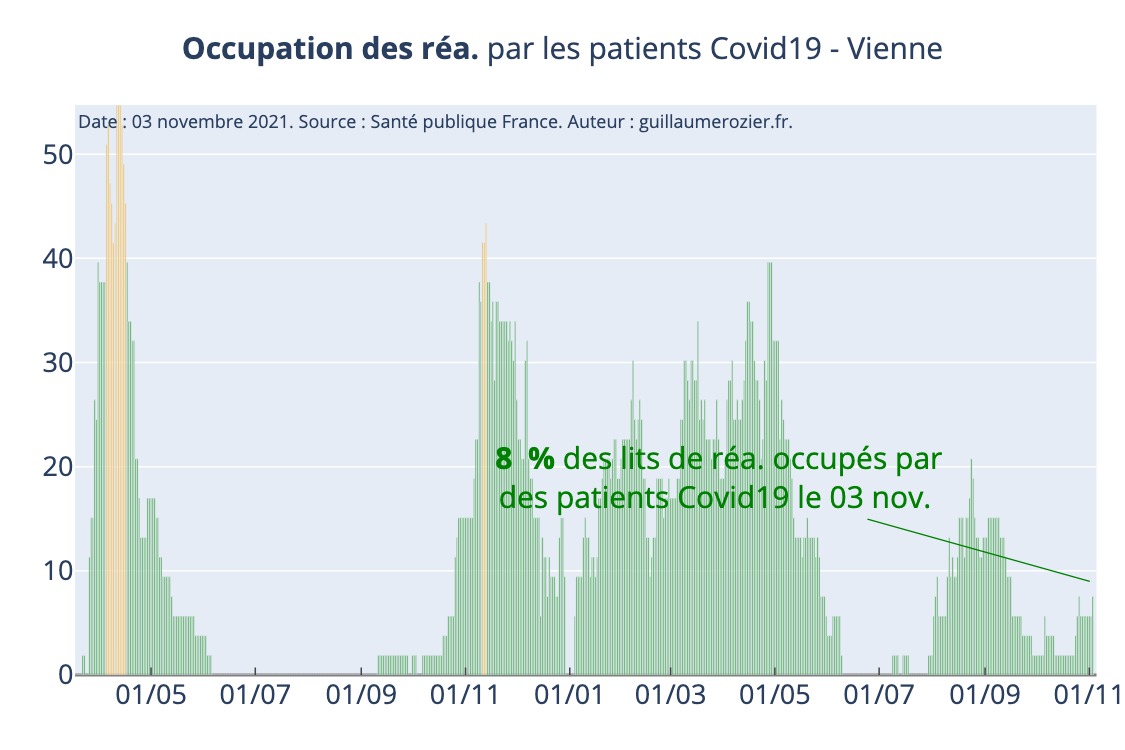 Occupation des réa. par les patients Covid19 - Vienne
Date : 03 novembre 2021. Source : Santé publique France. Auteur : guillaumerozier.fr.
50
40
30
20
10
0
8 % des lits de réa. occupés par
des patients Covid19 le 03 nov.
01/05 01/07 01/09 01/11 01/01 01/03 01/05 01/07 01/09 01/11